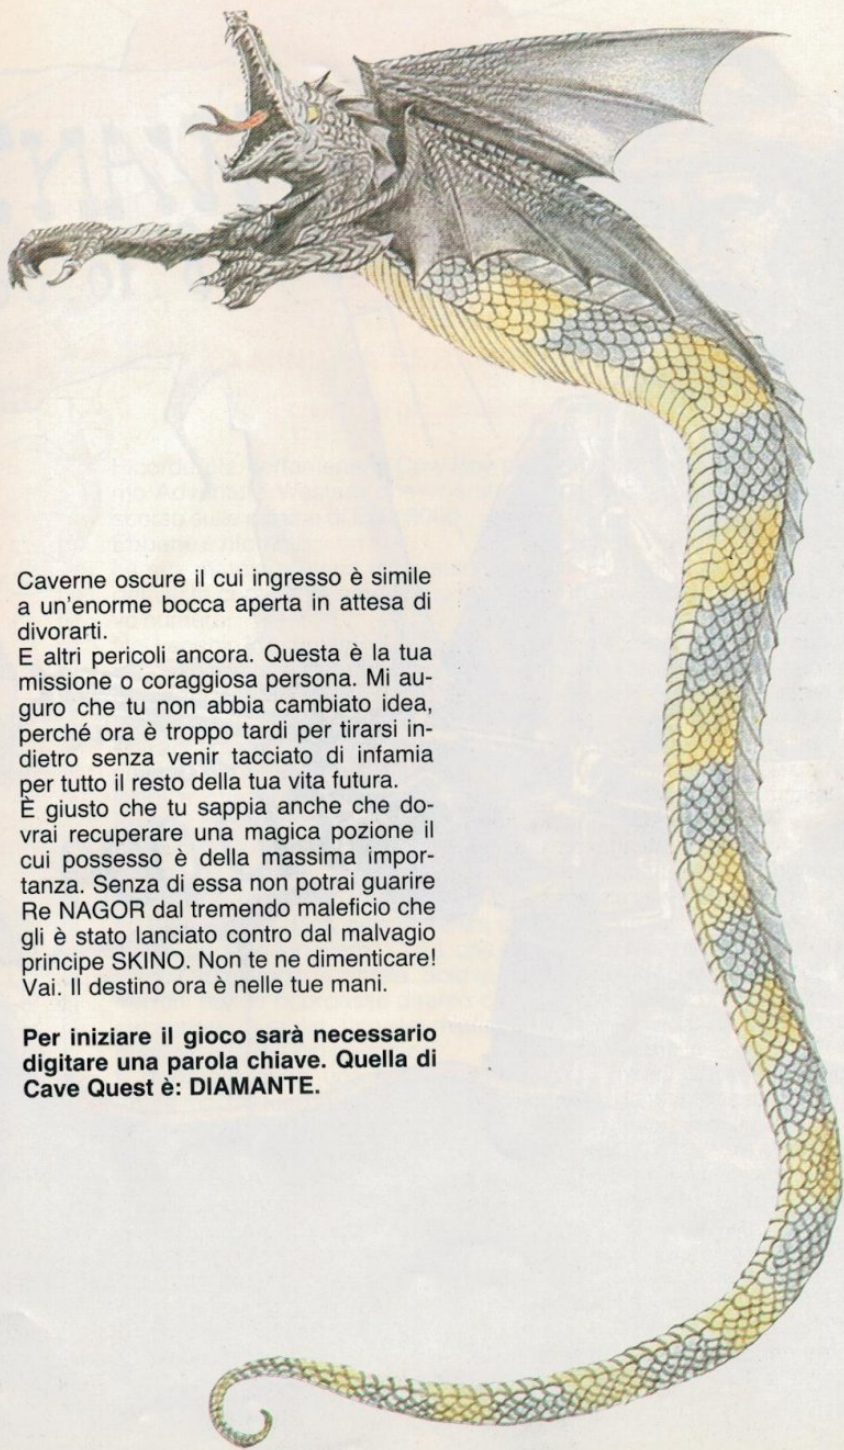 Caverne oscure il cui ingresso è simile
a un'enorme bocca aperta in attesa di
divorarti.
E altri pericoli ancora. Questa è la tua
missione o coraggiosa persona. Mi au-
guro che tu non abbia cambiato idea,
perché ora è troppo tardi per tirarsi in-
dietro senza venir tacciato di infamia
per tutto il resto della tua vita futura.
È giusto che tu sappia anche che do-
vrai recuperare una magica pozione il
cui possesso è della massima impor-
tanza. Senza di essa non potrai guarire
Re NAGOR dal tremendo maleficio che
gli è stato lanciato contro dal malvagio
principe SKINO. Non te ne dimenticare!
Vai. Il destino ora è nelle tue mani.
Per iniziare il gioco sarà necessario
digitare una parola chiave. Quella di
Cave Quest è: DIAMANTE.